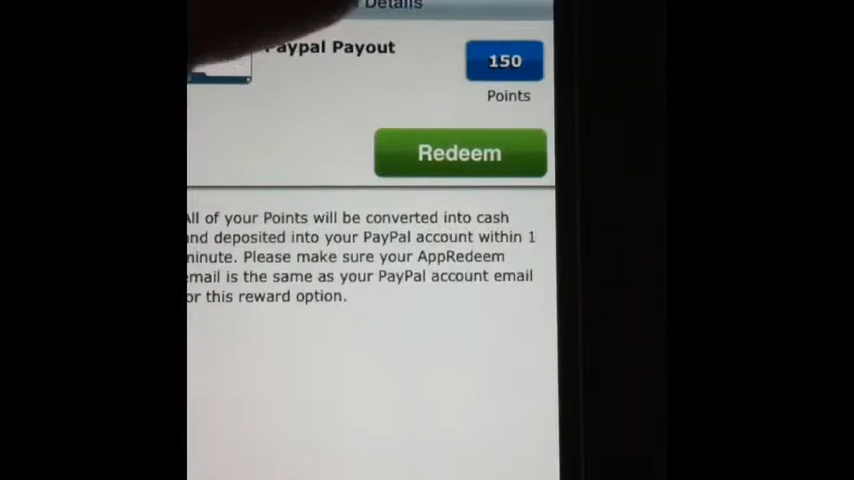 Details
Paypal Payout
150
Points
Redeem
All of your Points will be converted into cash
and deposited into your PayPal account within 1
minute. Please make sure your AppRedeem
email is the same as your PayPal account email
for this reward option.